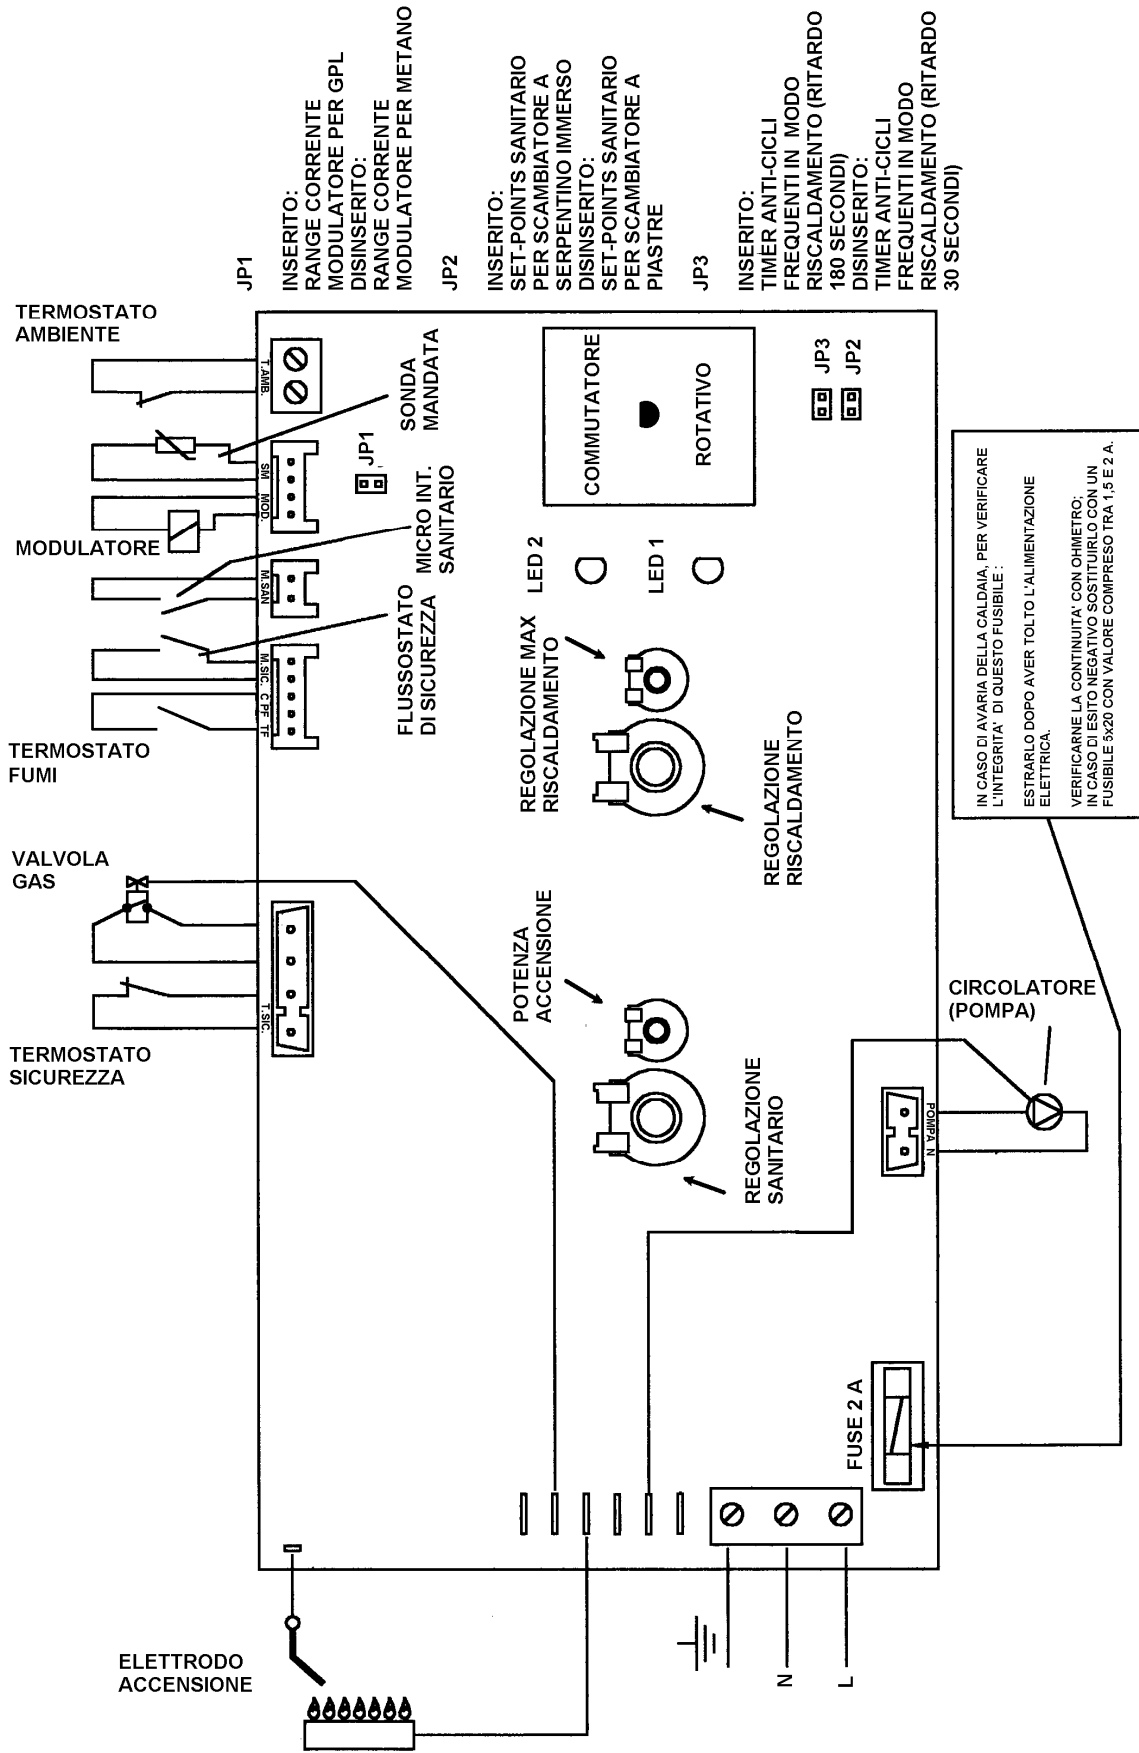 TERMOSTATO
AMBIENTE
MODULATORE
TERMOSTATO
FUMI
VALVOLA
GAS
TERMOSTATO
SICUREZZA
ELETTRODO
ACCENSIONE
T.AMB.
SM
MOD.
M.SAN
M.SIC.
C PF
TF
T.SIC.
JP1
SONDA
MANDATA
MICRO INT.
SANITARIO
FLUSSOSTATO
DI SICUREZZA
JP1
INSERITO:
RANGE CORRENTE
MODULATORE PER GPL
DISINSERITO:
RANGE CORRENTE
MODULATORE PER METANO
JP2
INSERITO:
SET-POINTS SANITARIO
PER SCAMBIATORE A
SERPENTINO IMMERSO
DISINSERITO:
SET-POINTS SANITARIO
PER SCAMBIATORE A
PIASTRE
JP3
INSERITO:
TIMER ANTI-CICLI
FREQUENTI IN MODO
RISCALDAMENTO (RITARDO
180 SECONDI)
DISINSERITO:
TIMER ANTI-CICLI
FREQUENTI IN MODO
RISCALDAMENTO (RITARDO
30 SECONDI)
COMMUTATORE
ROTATIVO
JP3
JP2
LED 2
LED 1
REGOLAZIONE MAX
RISCALDAMENTO
REGOLAZIONE
RISCALDAMENTO
POTENZA
ACCENSIONE
REGOLAZIONE
SANITARIO
IN CASO DI AVARIA DELLA CALDAIA, PER VERIFICARE
L'INTEGRITA' DI QUESTO FUSIBILE :
ESTRARLO DOPO AVER TOLTO L'ALIMENTAZIONE
ELETTRICA.
VERIFICARNE LA CONTINUITA' CON OHMETRO;
IN CASO DI ESITO NEGATIVO SOSTITUIRLO CON UN
FUSIBILE 5x20 CON VALORE COMPRESO TRA 1,5 E 2 A.
CIRCOLATORE
(POMPA)
POMPA N
FUSE 2 A
N
L